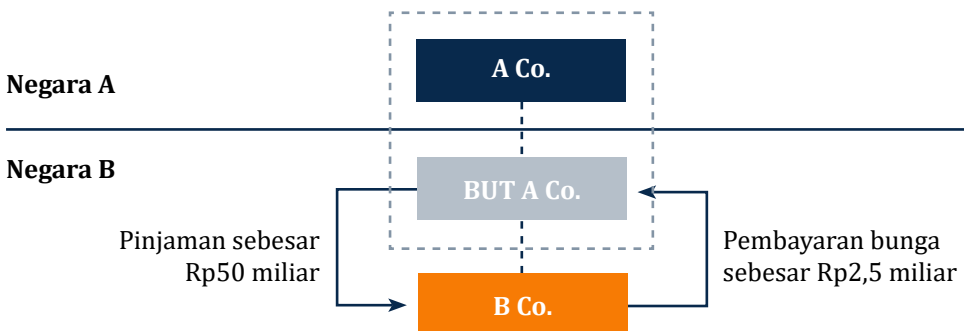 A Co.
Negara A
Negara B
BUT A Co.
Pinjaman sebesar
Rp50 miliar
Pembayaran bunga
sebesar Rp2,5 miliar
B Co.